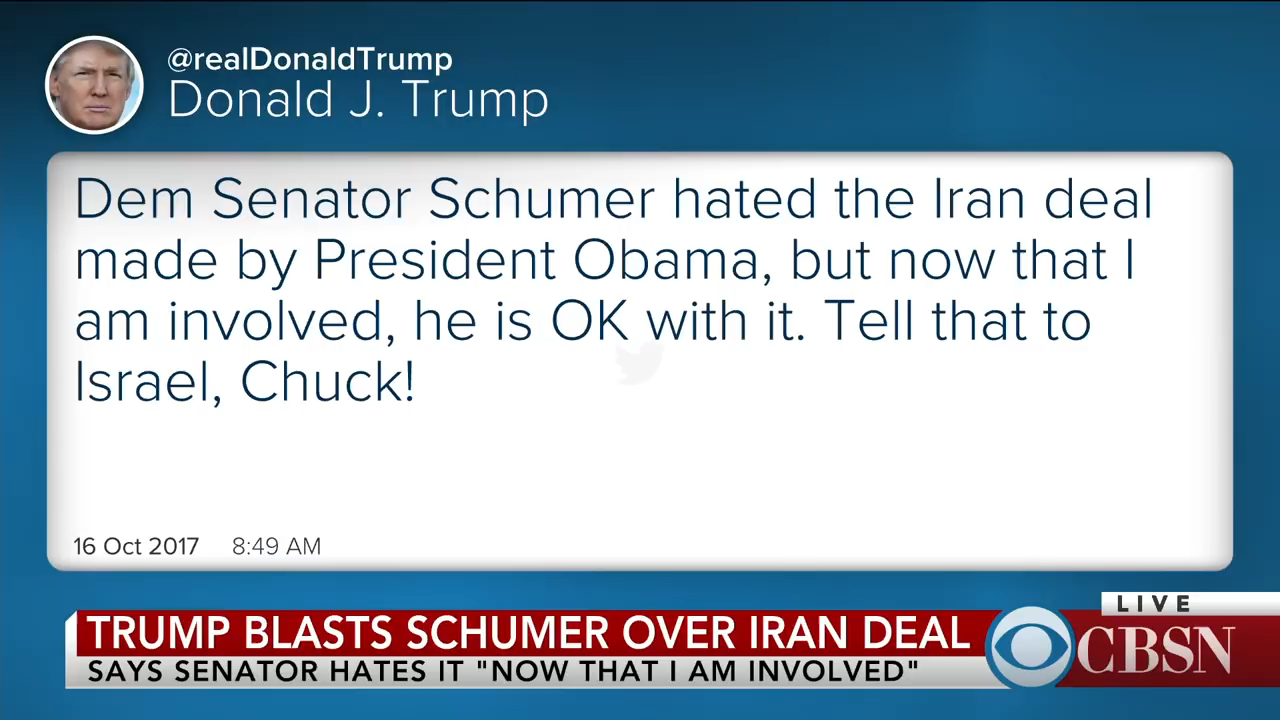 @realDonaldTrump
Donald J. Trump
Dem Senator Schumer hated the Iran deal
made by President Obama, but now that I
am involved, he is OK with it. Tell that to
Israel, Chuck!
16 Oct 2017 8:49 AM
LIVE
TRUMP BLASTS SCHUMER OVER IRAN DEAL
SAYS SENATOR HATES IT "NOW THAT I AM INVOLVED"
CBSN